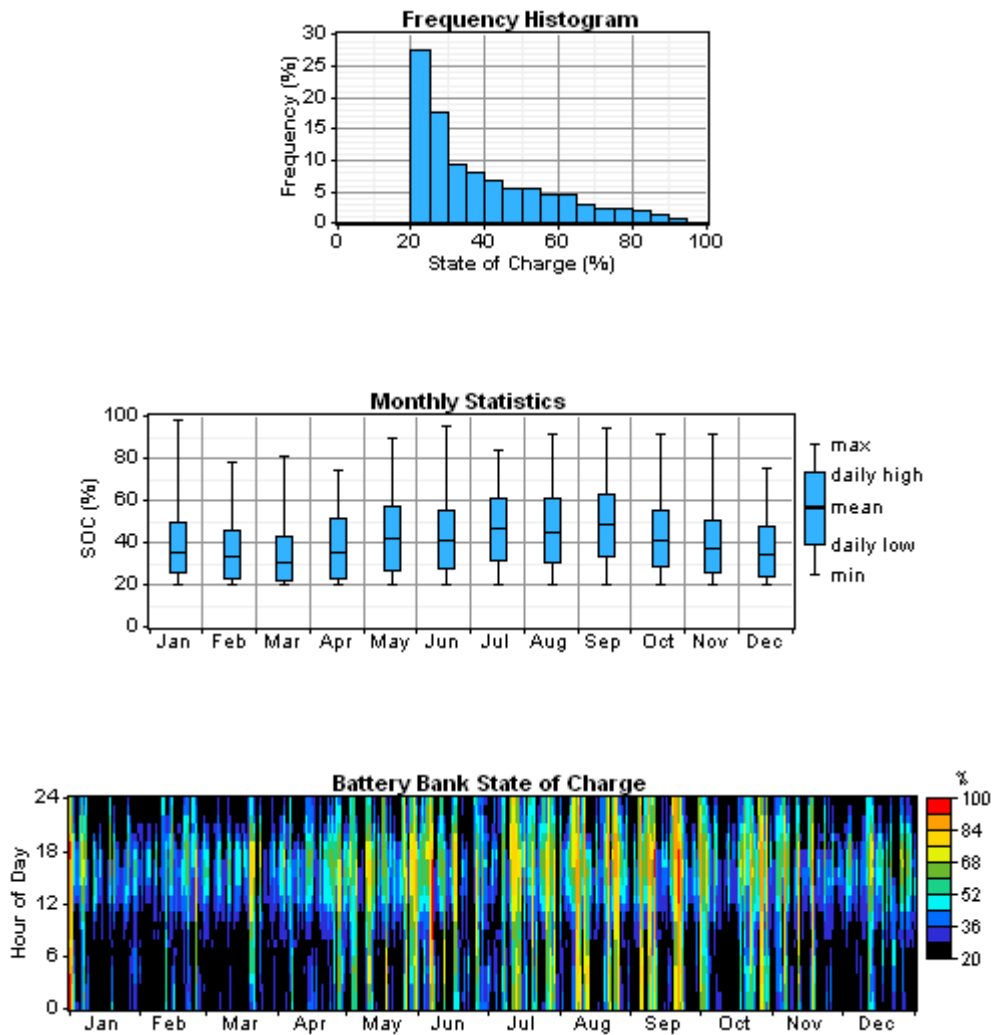 Frequency Histogram
30
25
20
15
10
5
0
Frequency (%)
0 20 40 60 80 100
State of Charge (%)
Monthly Statistics
100
80
60
40
20
0
SOC (%)
Jan Feb Mar Apr May Jun Jul Aug Sep Oct Nov Dec
max
daily high
mean
daily low
min
Battery Bank State of Charge
24
18
12
6
0
Hour of Day
Jan Feb Mar Apr May Jun Jul Aug Sep Oct Nov Dec
%
100
84
68
52
36
20